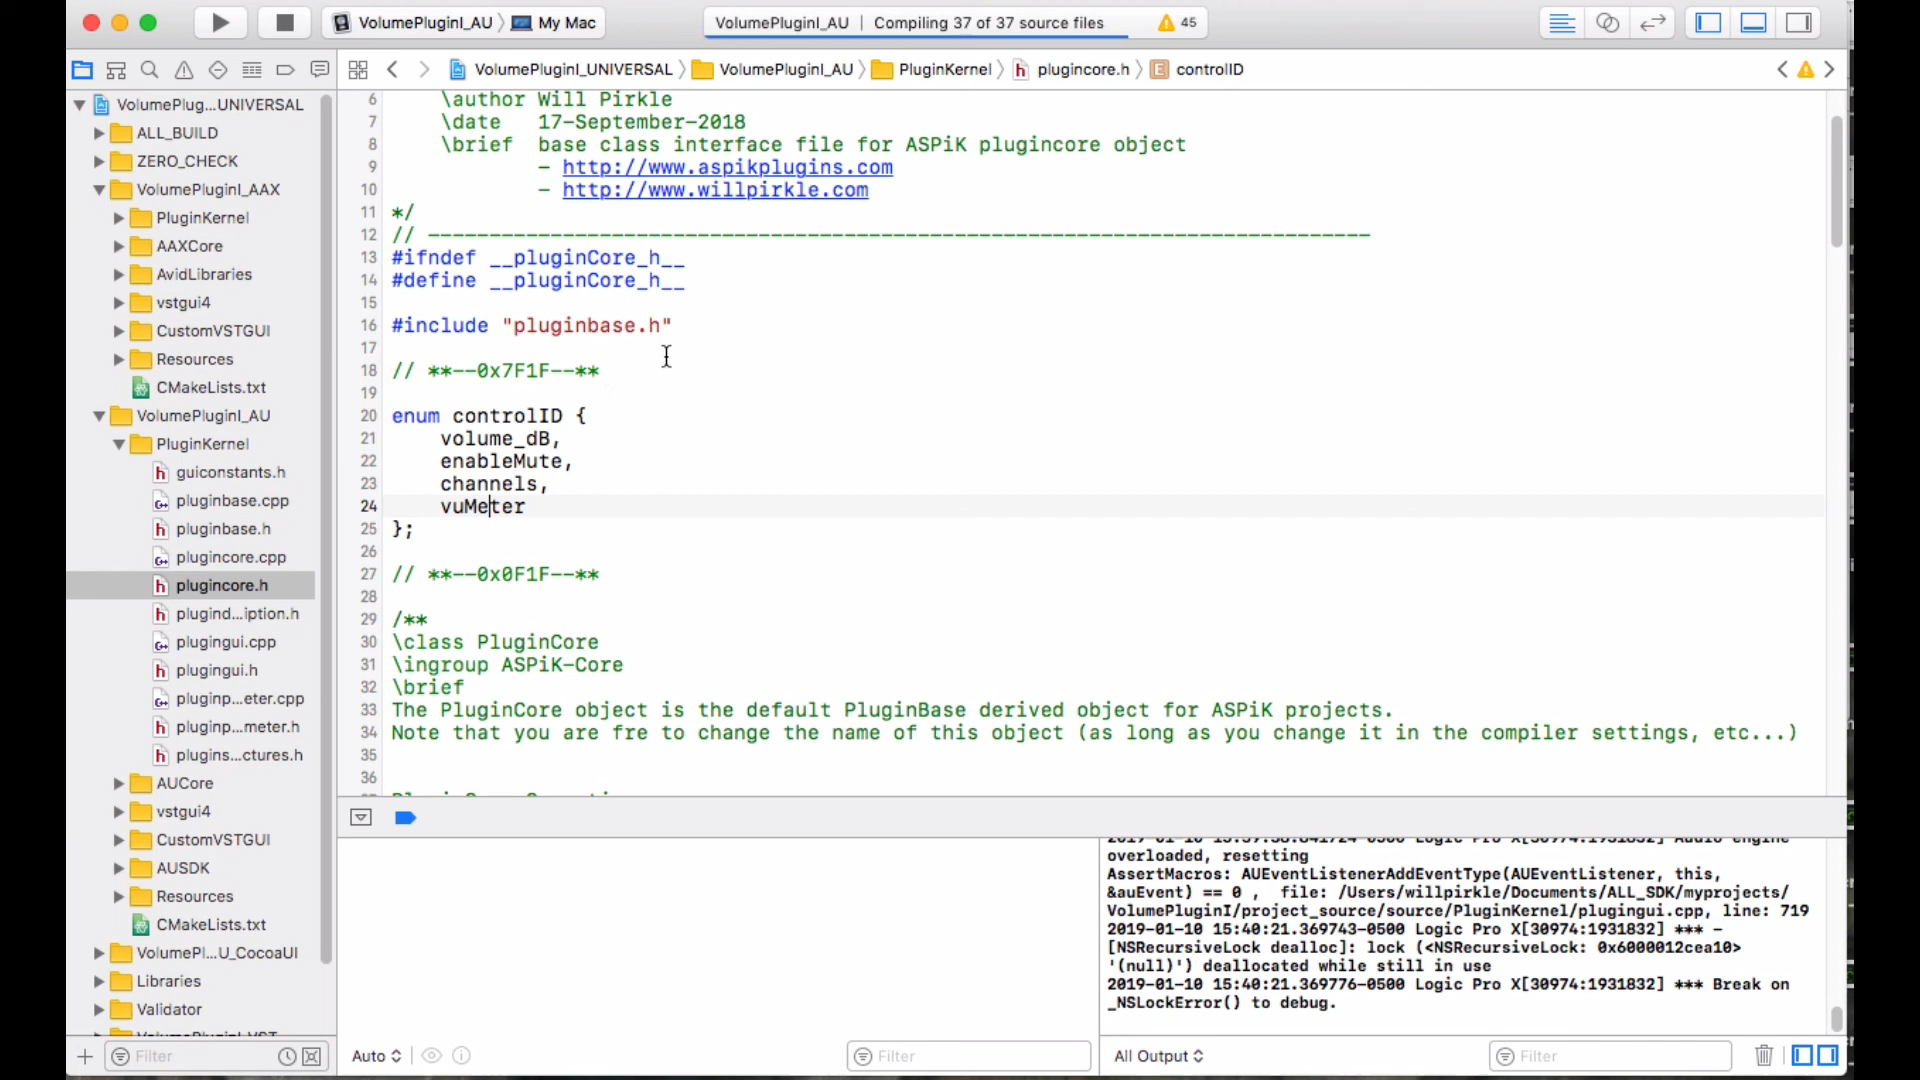 VolumePluginI_AU
My Mac
VolumePluginI_AU | Compiling 37 of 37 source files
45
VolumePluginI_UNIVERSAL
VolumePluginI_AU
PluginKernel
plugincore.h
controlID
VolumePlug...UNIVERSAL
ALL_BUILD
ZERO_CHECK
VolumePluginI_AAX
PluginKernel
AAXCore
AvidLibraries
vstgui4
CustomVSTGUI
Resources
CMakeLists.txt
VolumePluginI_AU
PluginKernel
guiconstants.h
pluginbase.cpp
pluginbase.h
plugincore.cpp
plugincore.h
plugind...iption.h
plugingui.cpp
plugingui.h
pluginp...eter.cpp
pluginp...meter.h
plugins...ctures.h
AUCore
vstgui4
CustomVSTGUI
AUSDK
Resources
CMakeLists.txt
VolumePl...U_CocoaUI
Libraries
Validator
Filter
6 \author Will Pirkle
7 \date 17-September-2018
8 \brief base class interface file for ASPiK plugincore object
9 - http://www.aspikplugins.com
10 - http://www.willpirkle.com
11 */
12 // -----------------------------------------------------------------------------
13 #ifndef __pluginCore_h__
14 #define __pluginCore_h__
15
16 #include "pluginbase.h"
17
18 // **--0x7F1F--**
19
20 enum controlID {
21 volume_dB,
22 enableMute,
23 channels,
24 vuMeter
25 };
26
27 // **--0x0F1F--**
28
29 /**
30 \class PluginCore
31 \ingroup ASPiK-Core
32 \brief
33 The PluginCore object is the default PluginBase derived object for ASPiK projects.
34 Note that you are fre to change the name of this object (as long as you change it in the compiler settings, etc...)
35
36
Auto
Filter
overloaded, resetting
AssertMacros: AUEventListenerAddEventType(AUEventListener, this,
&auEvent) == 0 , file: /Users/willpirkle/Documents/ALL_SDK/myprojects/
VolumePluginI/project_source/source/PluginKernel/plugingui.cpp, line: 719
2019-01-10 15:40:21.369743-0500 Logic Pro X[30974:1931832] *** -
[NSRecursiveLock dealloc]: lock (<NSRecursiveLock: 0x6000012cea10>
'(null)') deallocated while still in use
2019-01-10 15:40:21.369776-0500 Logic Pro X[30974:1931832] *** Break on
_NSLockError() to debug.
All Output
Filter